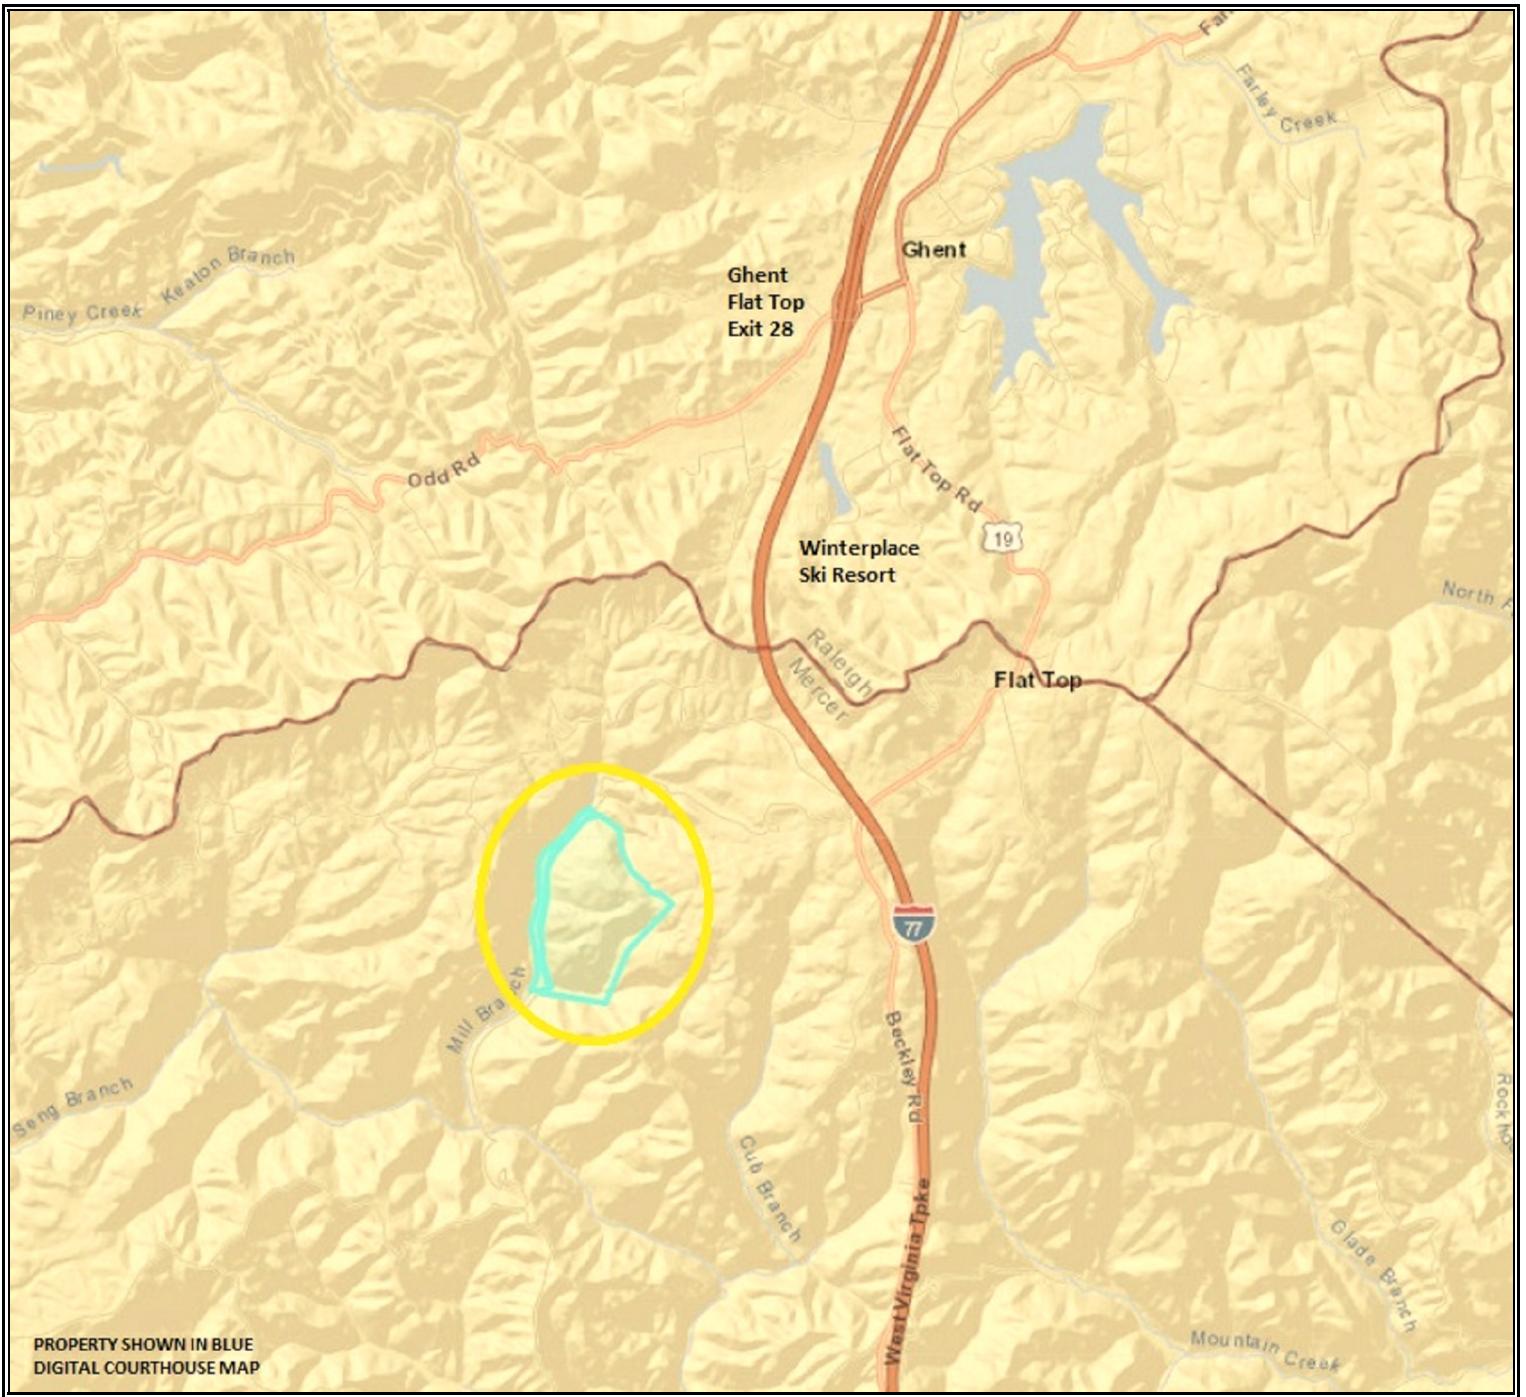 Farley Creek
Keaton Branch
Piney Creek
Ghent
Ghent
Flat Top
Exit 28
Odd Rd
Flat Top Rd
19
Winterplace
Ski Resort
North
Raleigh
Mercer
Flat Top
77
Mill Branch
Seng Branch
Beckley Rd
Cub Branch
West Virginia Tpke
Glade Branch
Mountain Creek
PROPERTY SHOWN IN BLUE
DIGITAL COURTHOUSE MAP